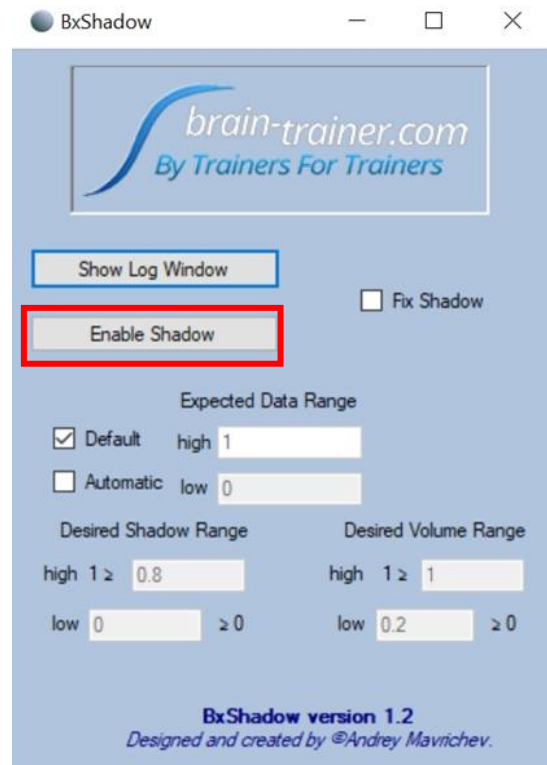 BxShadow
brain-trainer.com
By Trainers For Trainers
Show Log Window
Fix Shadow
Enable Shadow
Expected Data Range
Default high 1
Automatic low 0
Desired Shadow Range Desired Volume Range
high 1 ≥ 0.8 high 1 ≥ 1
low 0 ≥ 0 low 0.2 ≥ 0
BxShadow version 1.2
Designed and created by ©Andrey Mavrichev.